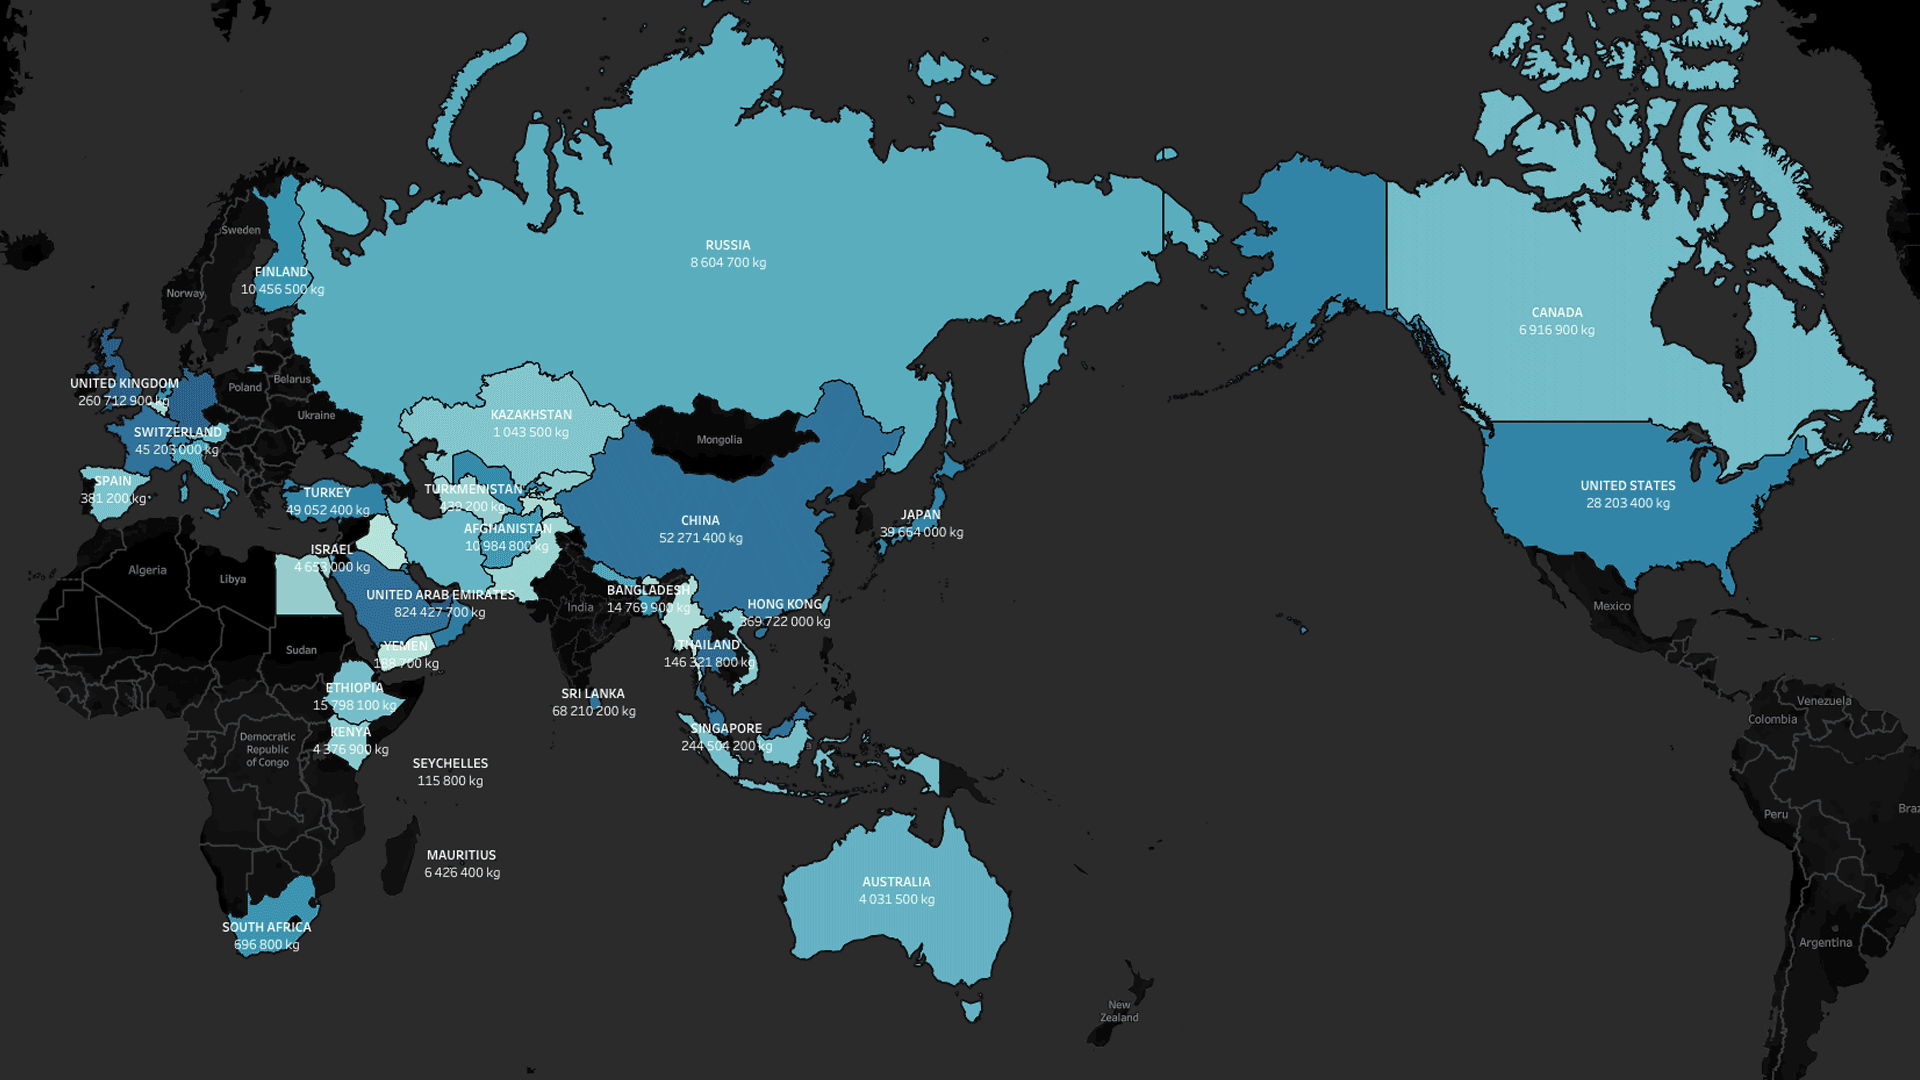 Sweden
FINLAND
10 456 500 kg
Norway
RUSSIA
8 604 700 kg
CANADA
6 916 900 kg
UNITED KINGDOM
260 712 900 kg
Poland
Belarus
Ukraine
SWITZERLAND
45 203 000 kg
KAZAKHSTAN
1 043 500 kg
Mongolia
SPAIN
381 200 kg
TURKEY
49 052 400 kg
TURKMENISTAN
439 200 kg
AFGHANISTAN
10 984 800 kg
CHINA
52 271 400 kg
JAPAN
39 664 000 kg
UNITED STATES
28 203 400 kg
ISRAEL
4 653 000 kg
Algeria
Libya
UNITED ARAB EMIRATES
824 427 700 kg
India
BANGLADESH
14 769 900 kg
HONG KONG
369 722 000 kg
Mexico
Sudan
YEMEN
188 700 kg
THAILAND
146 321 800 kg
ETHIOPIA
15 798 100 kg
SRI LANKA
68 210 200 kg
Venezuela
Colombia
KENYA
4 376 900 kg
Democratic
Republic
of Congo
SINGAPORE
244 504 200 kg
SEYCHELLES
115 800 kg
Peru
Braz
MAURITIUS
6 426 400 kg
AUSTRALIA
4 031 500 kg
SOUTH AFRICA
696 800 kg
Argentina
New
Zealand